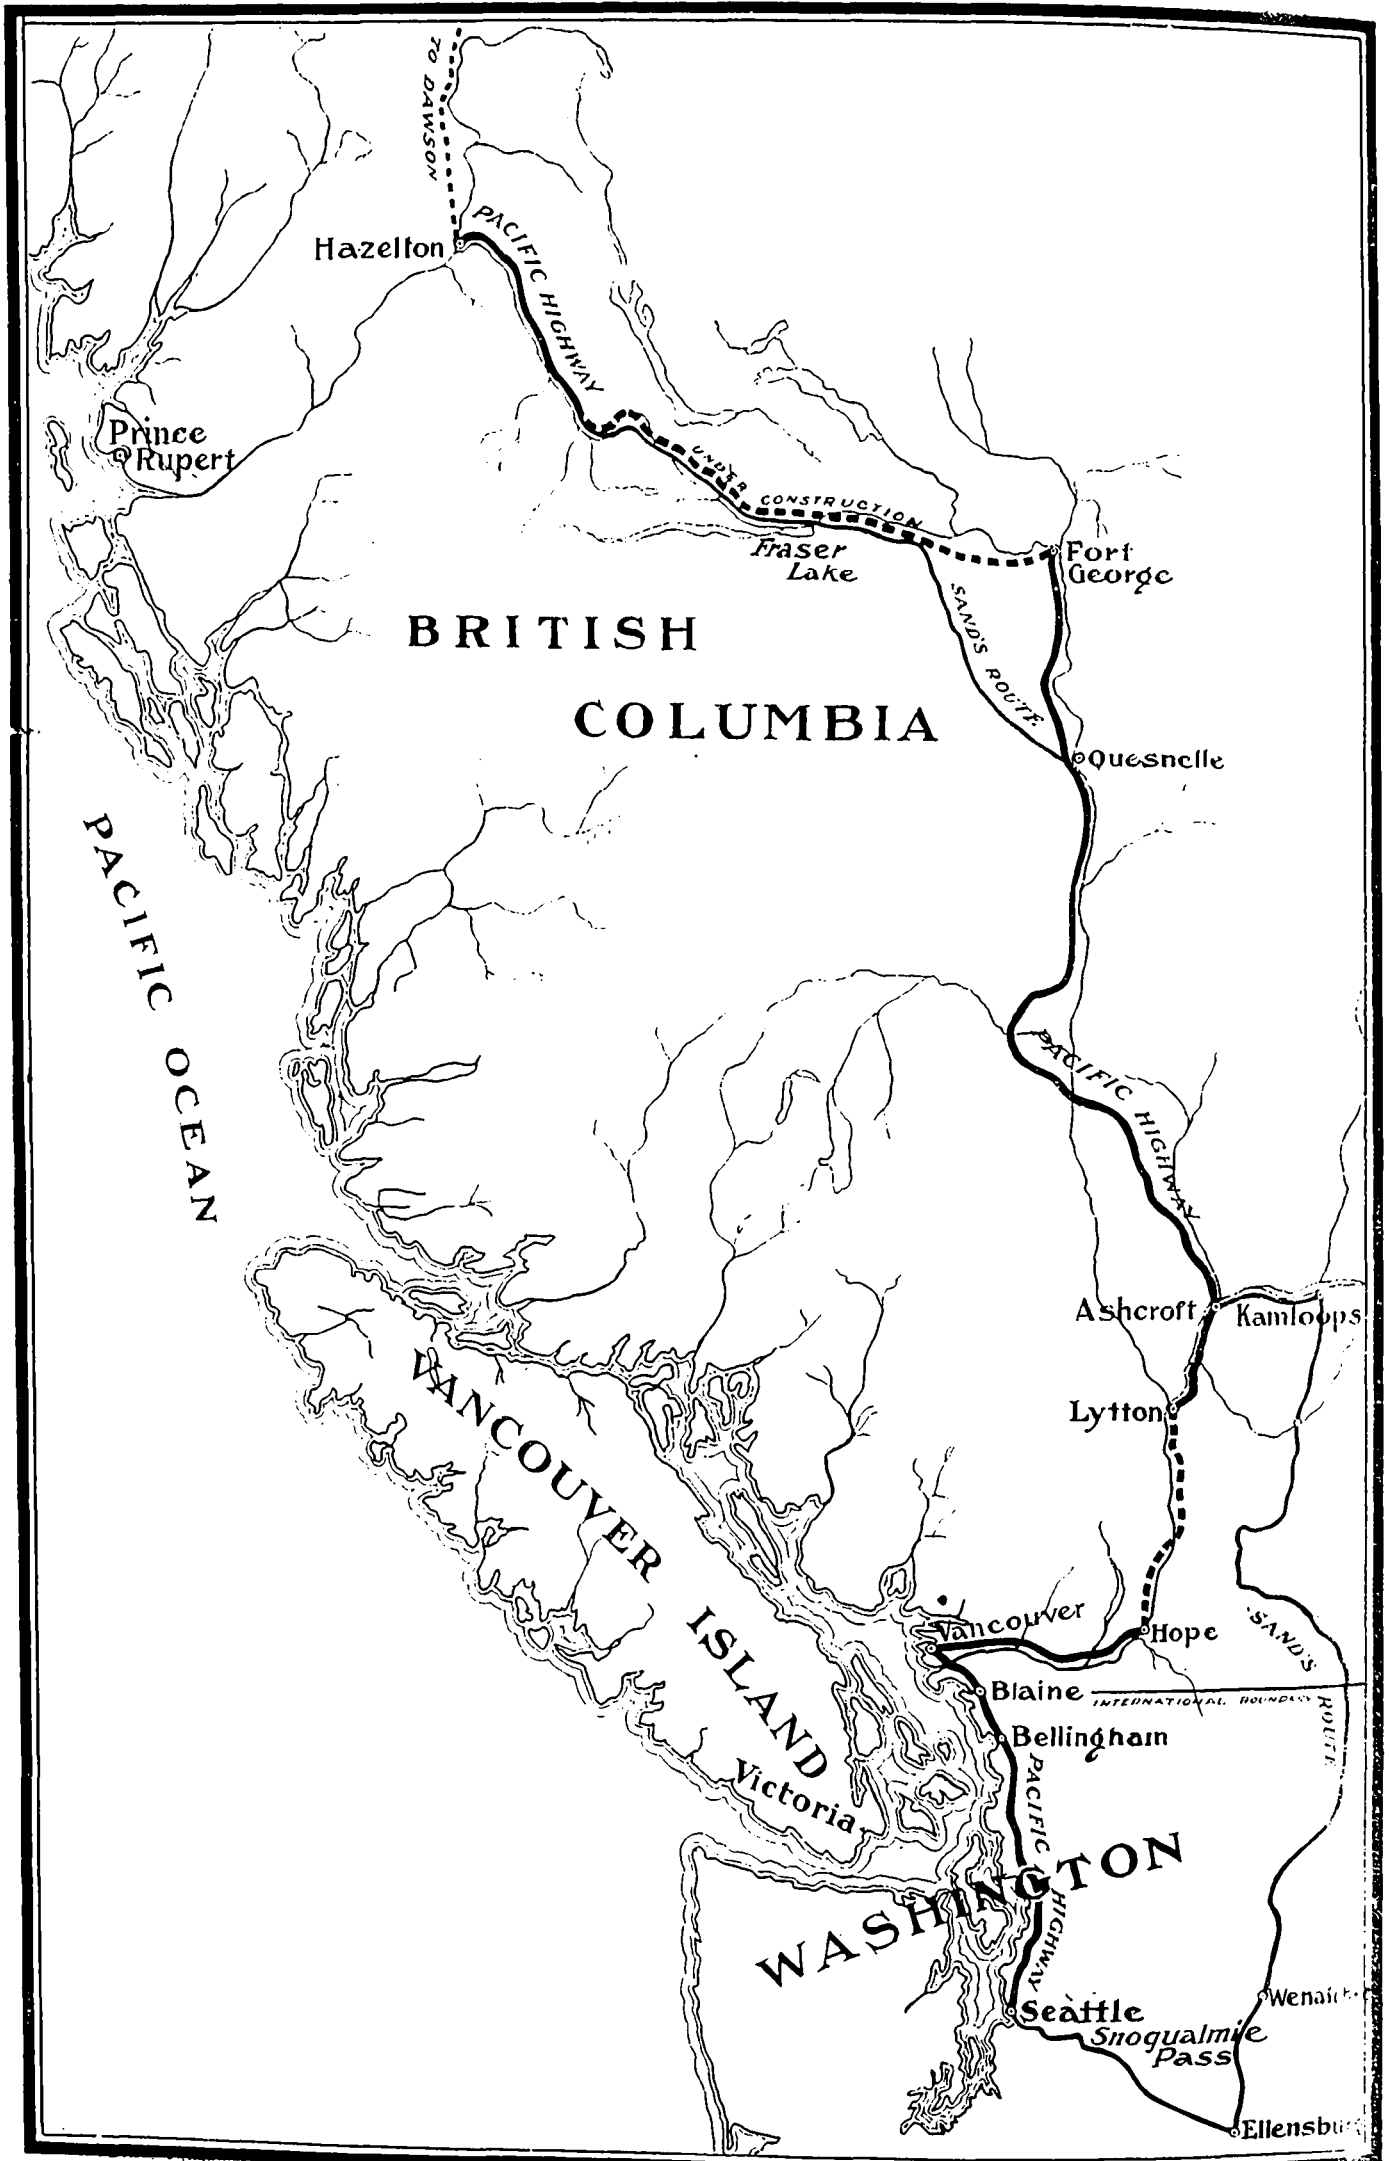 TO DAWSON
PACIFIC HIGHWAY
Hazelton
Prince
Rupert
UNDER
CONSTRUCTION
Fraser
Lake
Fort
George
SAND'S ROUTE
BRITISH
COLUMBIA
Quesnelle
PACIFIC OCEAN
PACIFIC HIGHWAY
Ashcroft
Kamloops
Lytton
VANCOUVER ISLAND
Vancouver
Hope
SAND'S ROUTE
Blaine
INTERNATIONAL BOUNDARY
Bellingham
PACIFIC HIGHWAY
Victoria
WASHINGTON
Seattle
Snoqualmie
Pass